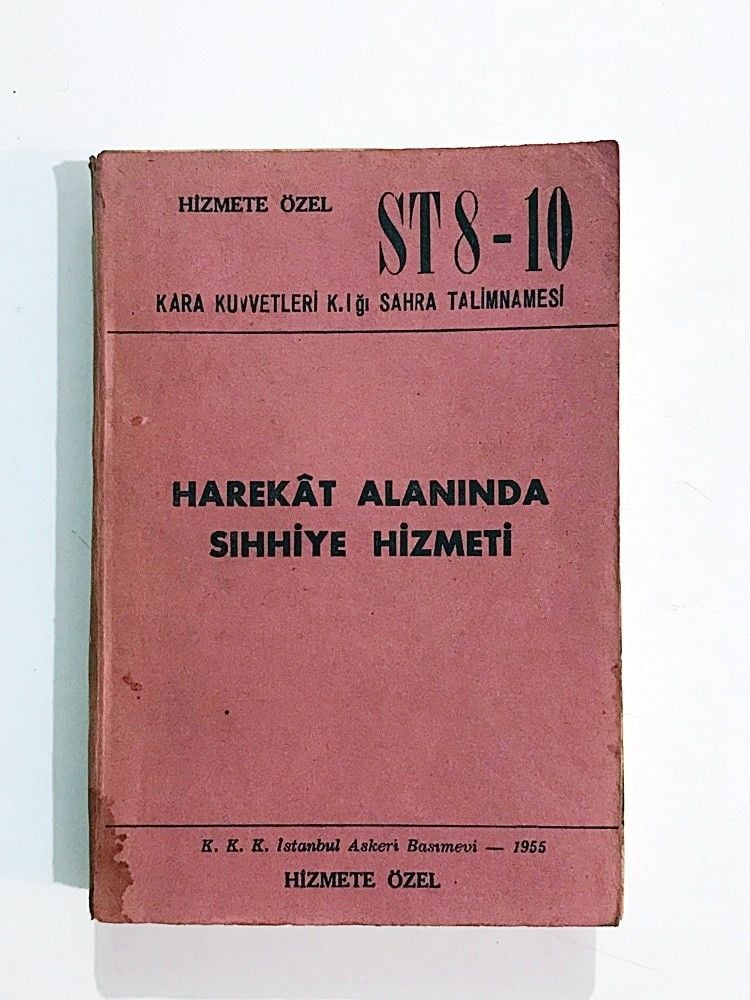 HİZMETE ÖZEL
ST 8-10
KARA KUVVETLERİ K.lığı SAHRA TALİMNAMESİ
HAREKÂT ALANINDA
SIHHİYE HİZMETİ
K. K. K. İstanbul Askeri Basımevi — 1955
HİZMETE ÖZEL